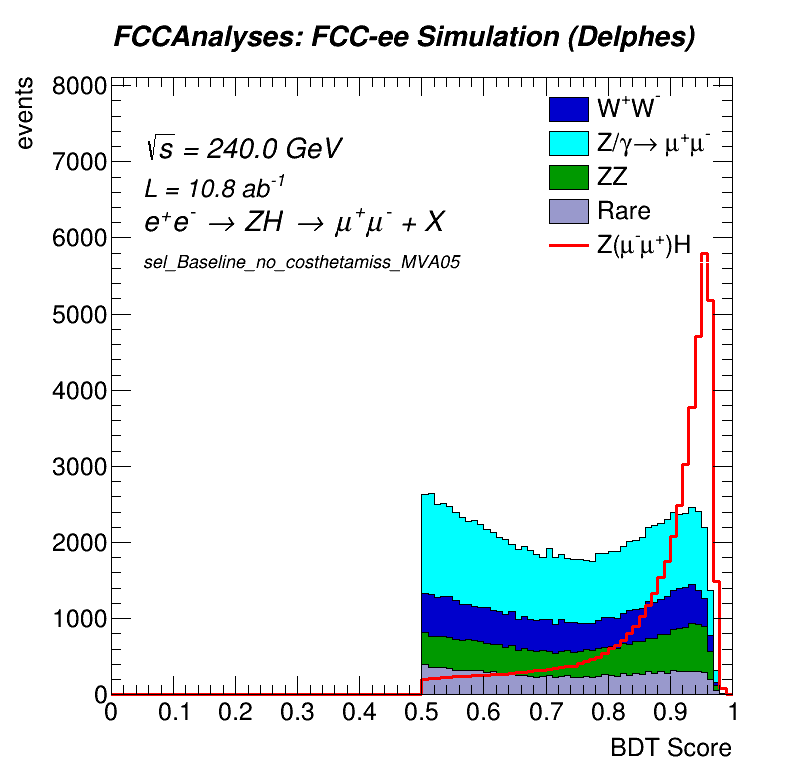 FCCAnalyses: FCC-ee Simulation (Delphes)
events
8000
7000
6000
5000
4000
3000
2000
1000
0
√s = 240.0 GeV
L = 10.8 ab⁻¹
e⁺e⁻ → ZH → μ⁺μ⁻ + X
sel_Baseline_no_costhetamiss_MVA05
W⁺W⁻
Z/γ→ μ⁺μ⁻
ZZ
Rare
Z(μ⁻μ⁺)H
0 0.1 0.2 0.3 0.4 0.5 0.6 0.7 0.8 0.9 1
BDT Score